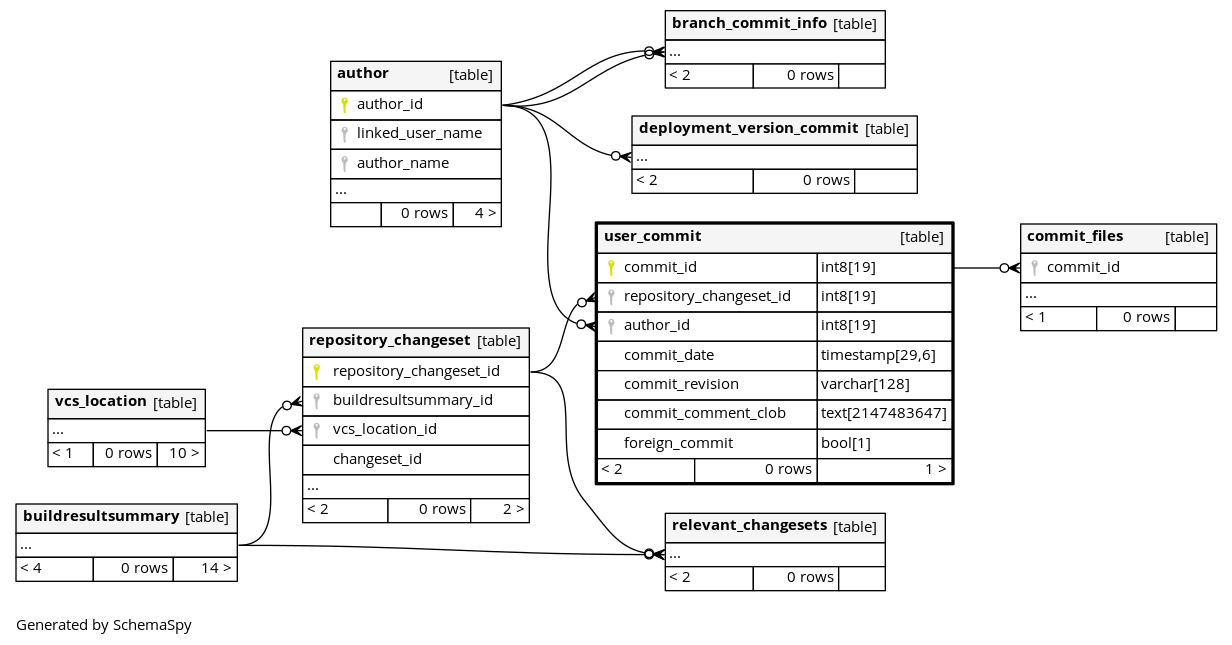 branch_commit_info [table]
...
< 2 0 rows
author [table]
author_id
linked_user_name
author_name
...
0 rows 4 >
deployment_version_commit [table]
...
< 2 0 rows
user_commit [table]
commit_id int8[19]
repository_changeset_id int8[19]
author_id int8[19]
commit_date timestamp[29,6]
commit_revision varchar[128]
commit_comment_clob text[2147483647]
foreign_commit bool[1]
< 2 0 rows 1 >
commit_files [table]
commit_id
...
< 1 0 rows
repository_changeset [table]
repository_changeset_id
buildresultsummary_id
vcs_location_id
changeset_id
...
< 2 0 rows 2 >
vcs_location [table]
...
< 1 0 rows 10 >
buildresultsummary [table]
...
< 4 0 rows 14 >
relevant_changesets [table]
...
< 2 0 rows
Generated by SchemaSpy